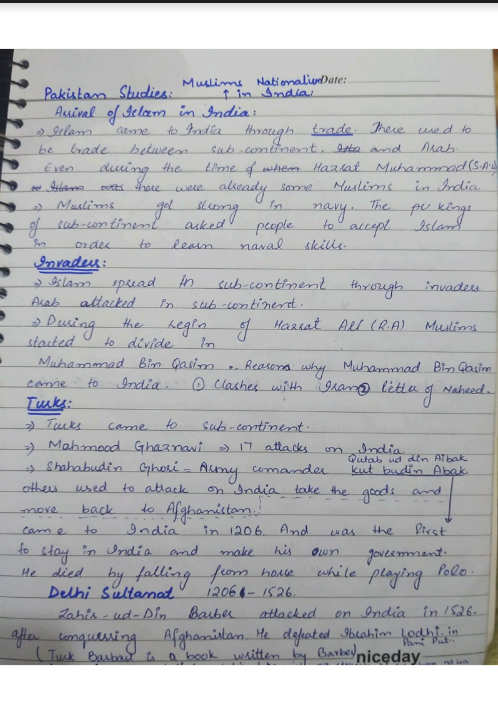 Muslims Nationalism Date:
Pakistan Studies: ↑ in India:
Arrival of Islam in India:
⇒ Islam came to India through trade. There used to
be trade between sub-continent. and Arab.
Even during the time of Hazrat Muhammad (S.A.W)
there were already some Muslims in India
⇒ Muslims got strong in navy. The kings
of sub-continent asked people to accept Islam
in order to learn naval skills.
Invaders:
⇒ Islam spread in sub-continent through invaders
Arab attacked in sub-continent.
⇒ During the of Hazrat Ali (R.A) Muslims
started to divide in
Muhammad Bin Qasim. Reasons why Muhammad Bin Qasim
came to India. ① Clashes with Iran ② letter of Naheed.
Turks:
⇒ Turks came to sub-continent.
⇒ Mahmood Ghaznavi ⇒ 17 attacks on India
Qutab ud din Aibak
⇒ Shahabudin Ghori = Army comander kut budin Abak
others used to attack on India take the goods and
move back to Afghanistan.
came to India in 1206. And was the first
to stay in India and make his own government.
He died by falling from horse while playing Polo.
Delhi Sultanat 1206 - 1526.
Zahir-ud-Din Barber attacked on India in 1526.
after conquering Afghanistan. He defeated Ibrahim Lodhi in
Pani Put.
(Turk Barbari is a book written by Barber) niceday